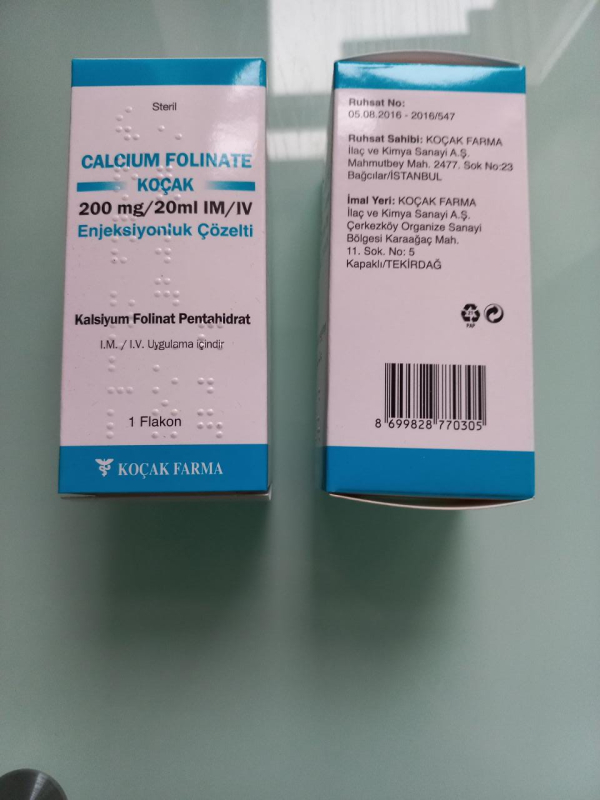 Steril
CALCIUM FOLINATE
KOÇAK
200 mg/20ml IM/IV
Enjeksiyonluk Çözelti
Kalsiyum Folinat Pentahidrat
I.M. / I.V. Uygulama içindir
1 Flakon
KOÇAK FARMA
Ruhsat No:
05.08.2016 - 2016/547
Ruhsat Sahibi: KOÇAK FARMA
İlaç ve Kimya Sanayi A.Ş.
Mahmutbey Mah. 2477. Sok No:23
Bağcılar/İSTANBUL
İmal Yeri: KOÇAK FARMA
İlaç ve Kimya Sanayi A.Ş.
Çerkezköy Organize Sanayi
Bölgesi Karaağaç Mah.
11. Sok. No: 5
Kapaklı/TEKİRDAĞ
PAP
8 699828 770305